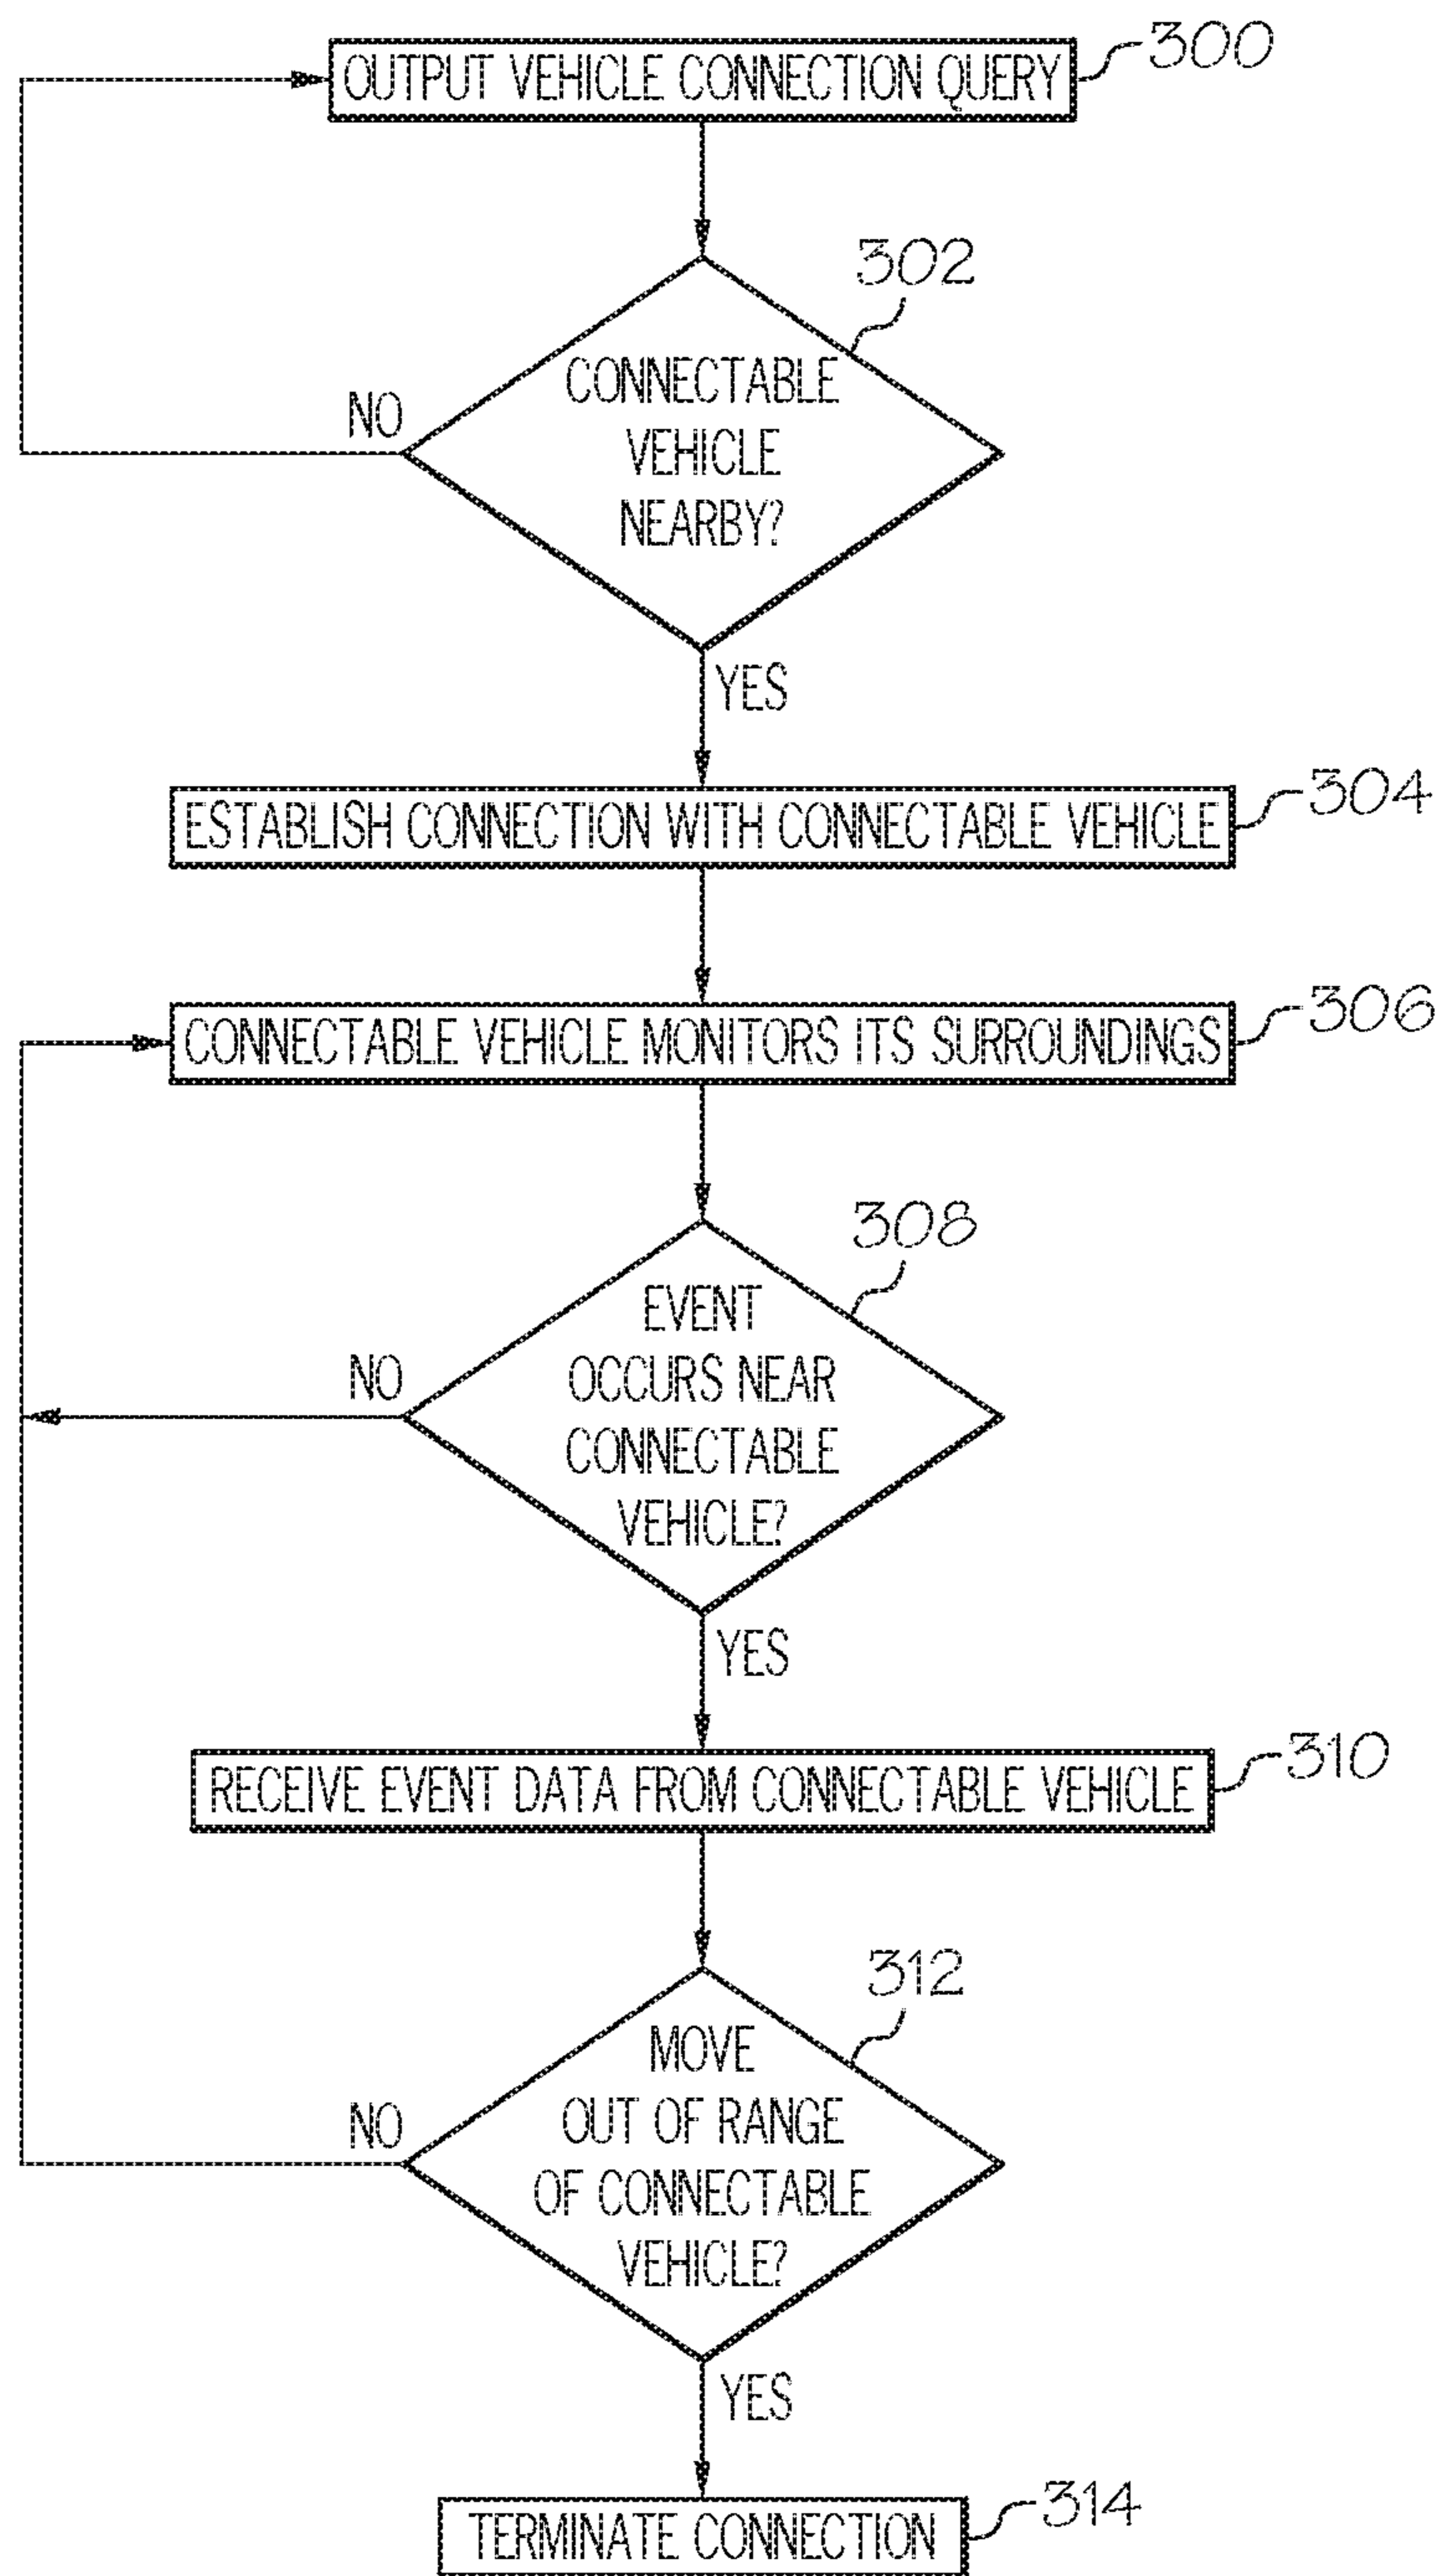 OUTPUT VEHICLE CONNECTION QUERY
300
302
CONNECTABLE
VEHICLE
NEARBY?
NO
YES
ESTABLISH CONNECTION WITH CONNECTABLE VEHICLE
304
CONNECTABLE VEHICLE MONITORS ITS SURROUNDINGS
306
308
EVENT
OCCURS NEAR
CONNECTABLE
VEHICLE?
NO
YES
RECEIVE EVENT DATA FROM CONNECTABLE VEHICLE
310
312
MOVE
OUT OF RANGE
OF CONNECTABLE
VEHICLE?
NO
YES
TERMINATE CONNECTION
314